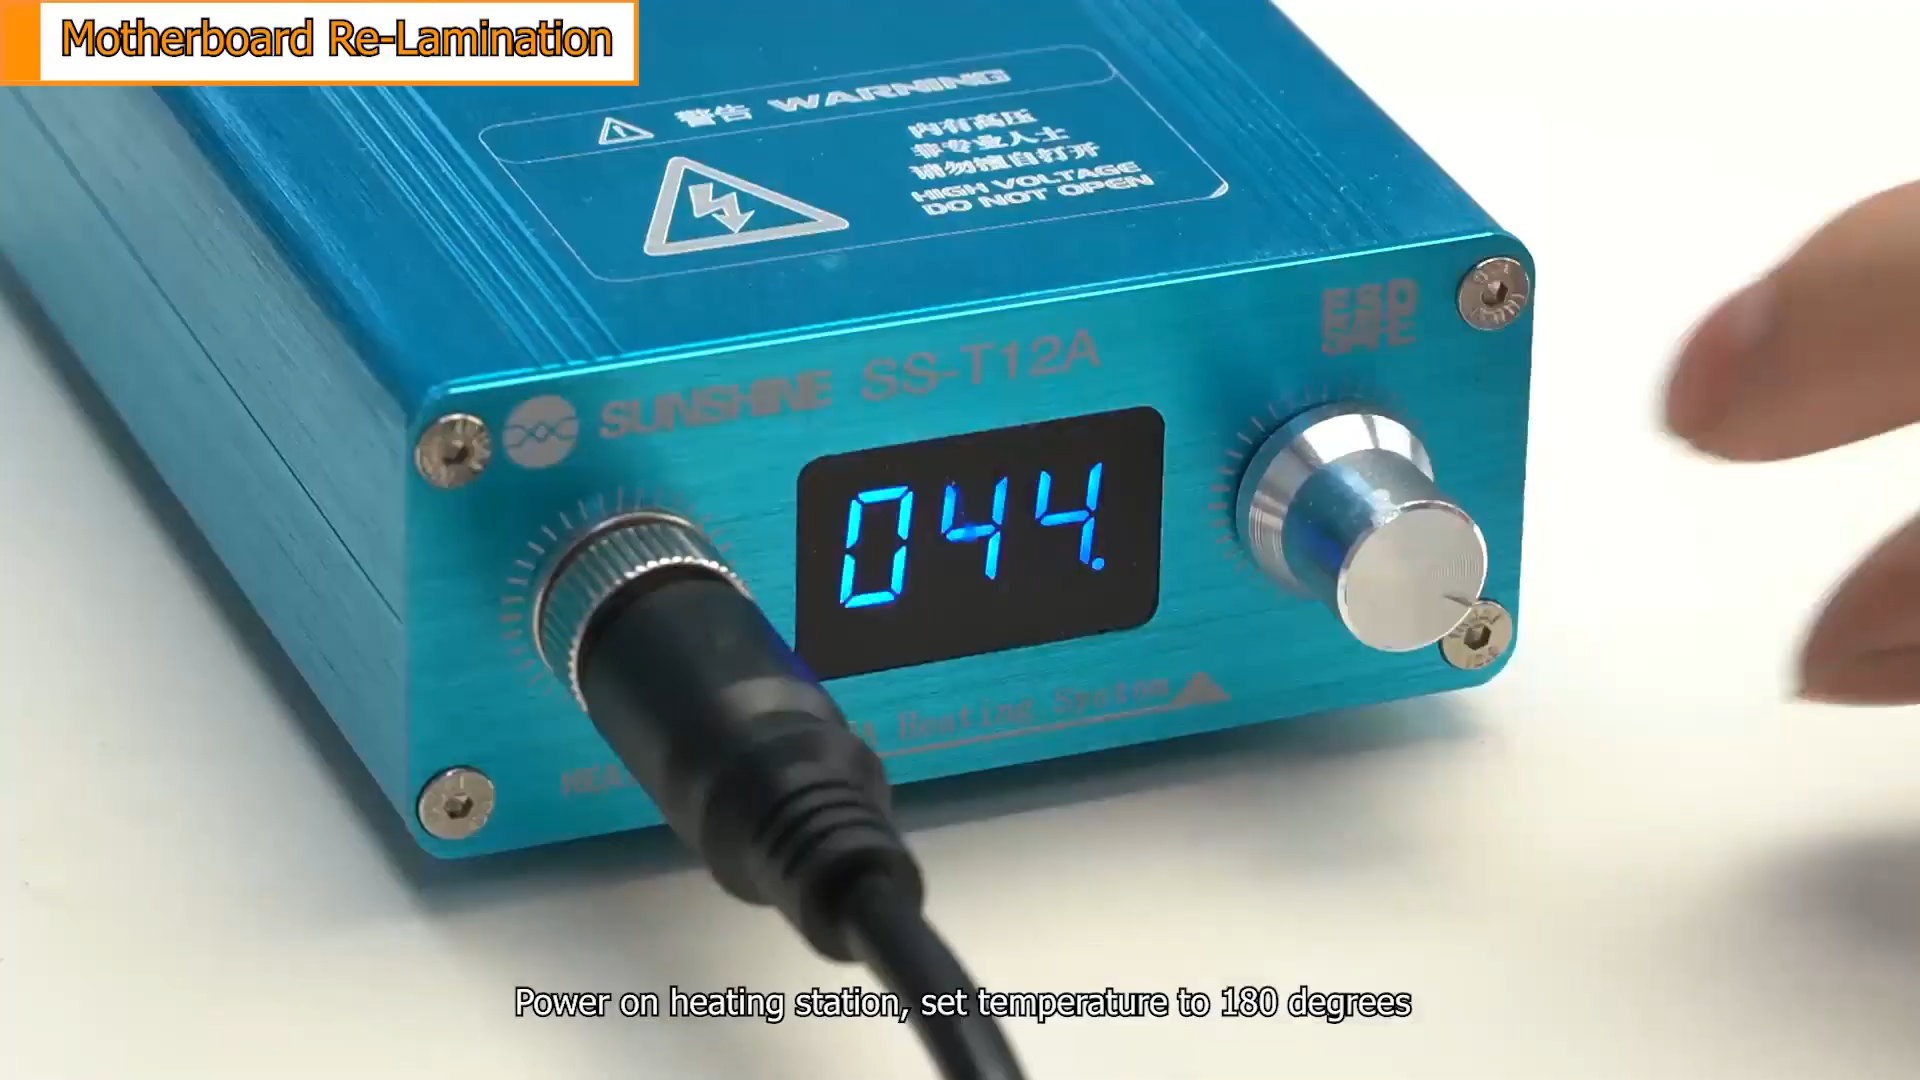 Motherboard Re-Lamination
警告 WARNING
内有高压
非专业人士
请勿擅自打开
HIGH VOLTAGE
DO NOT OPEN
ESD
SAFE
SUNSHINE SS-T12A
044.
Heating System
HEA
Power on heating station, set temperature to 180 degrees